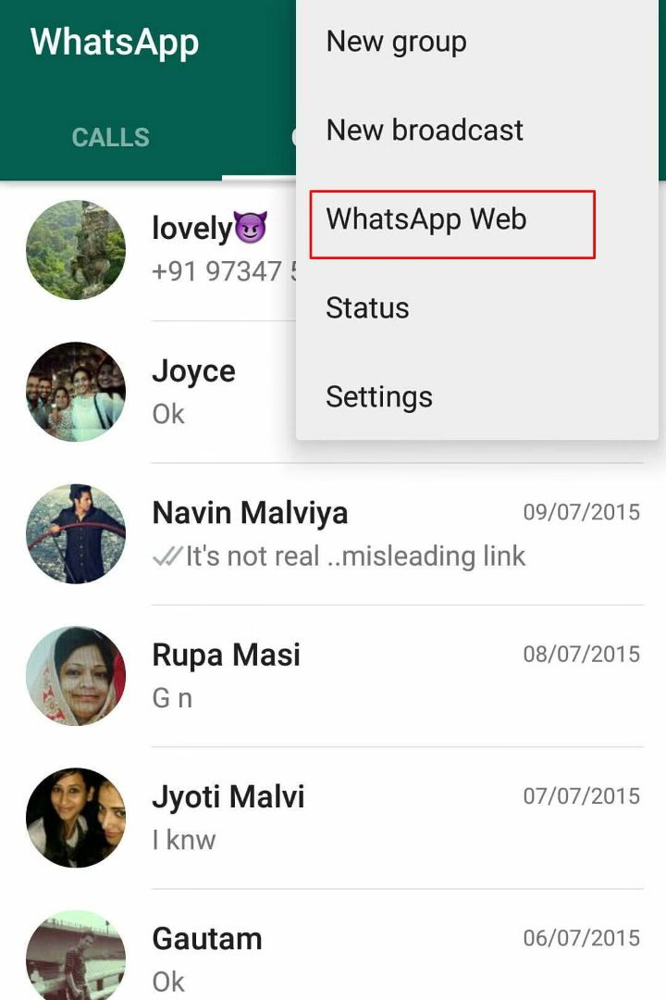 WhatsApp
New group
CALLS
New broadcast
WhatsApp Web
Status
Settings
lovely😈
+91 97347
Joyce
Ok
Navin Malviya 09/07/2015
It's not real ..misleading link
Rupa Masi 08/07/2015
G n
Jyoti Malvi 07/07/2015
I knw
Gautam 06/07/2015
Ok